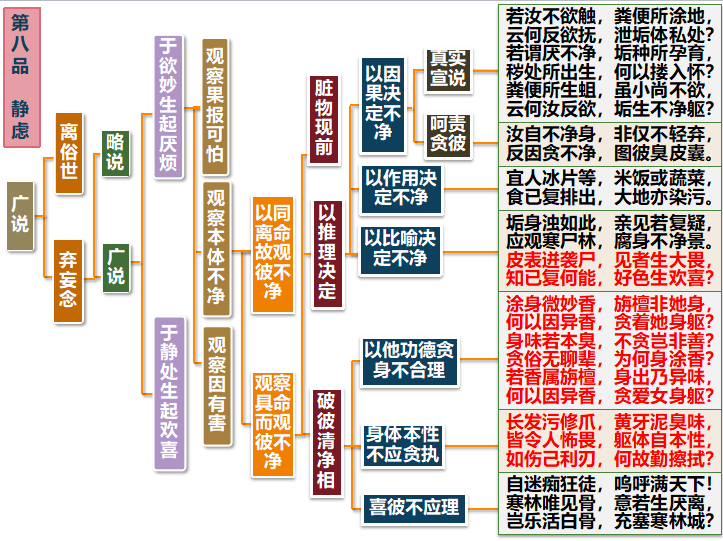 第八品 静虑
广说
离俗世
弃妄念
略说
广说
于欲妙生起厌烦
于静处生起欢喜
观察果报可怕
观察本体不净
观察因有害
以同命离观故不彼净
观察具命而观彼不净
脏物现前
以推理决定
破彼清净相
以因果决定不净
以作用决定不净
以比喻决定不净
以他功德贪身不合理
身体本性不应贪执
喜彼不应理
真实宣说
呵责贪彼
若汝不欲触，粪便所涂地，
云何反欲抚，泄垢体私处？
若谓厌不净，垢种所孕育，
秽处所出生，何以搂入怀？
粪便所生蛆，虽小尚不欲，
云何汝反欲，垢生不净躯？
汝自不净身，非仅不轻弃，
反因贪不净，图彼臭皮囊。
宜人冰片等，米饭或蔬菜，
食已复排出，大地亦染污。
垢身浊如此，亲见若复疑，
应观寒尸林，腐身不净景。
皮表迸袭尸，见者生大畏，
知已复何能，好色生欢喜？
涂身微妙香，旃檀非她身，
何以因异香，贪着她身躯？
身味若本臭，不贪岂非善？
贪俗无聊辈，为何身涂香？
若香属旃檀，身出乃异味，
何以因异香，贪爱女身躯？
长发污修爪，黄牙泥臭味，
皆令人怖畏，躯体自本性，
如伤己利刃，何故勤擦拭？
自迷痴狂徒，呜呼满天下！
寒林唯见骨，意若生厌离，
岂乐活白骨，充塞寒林城？